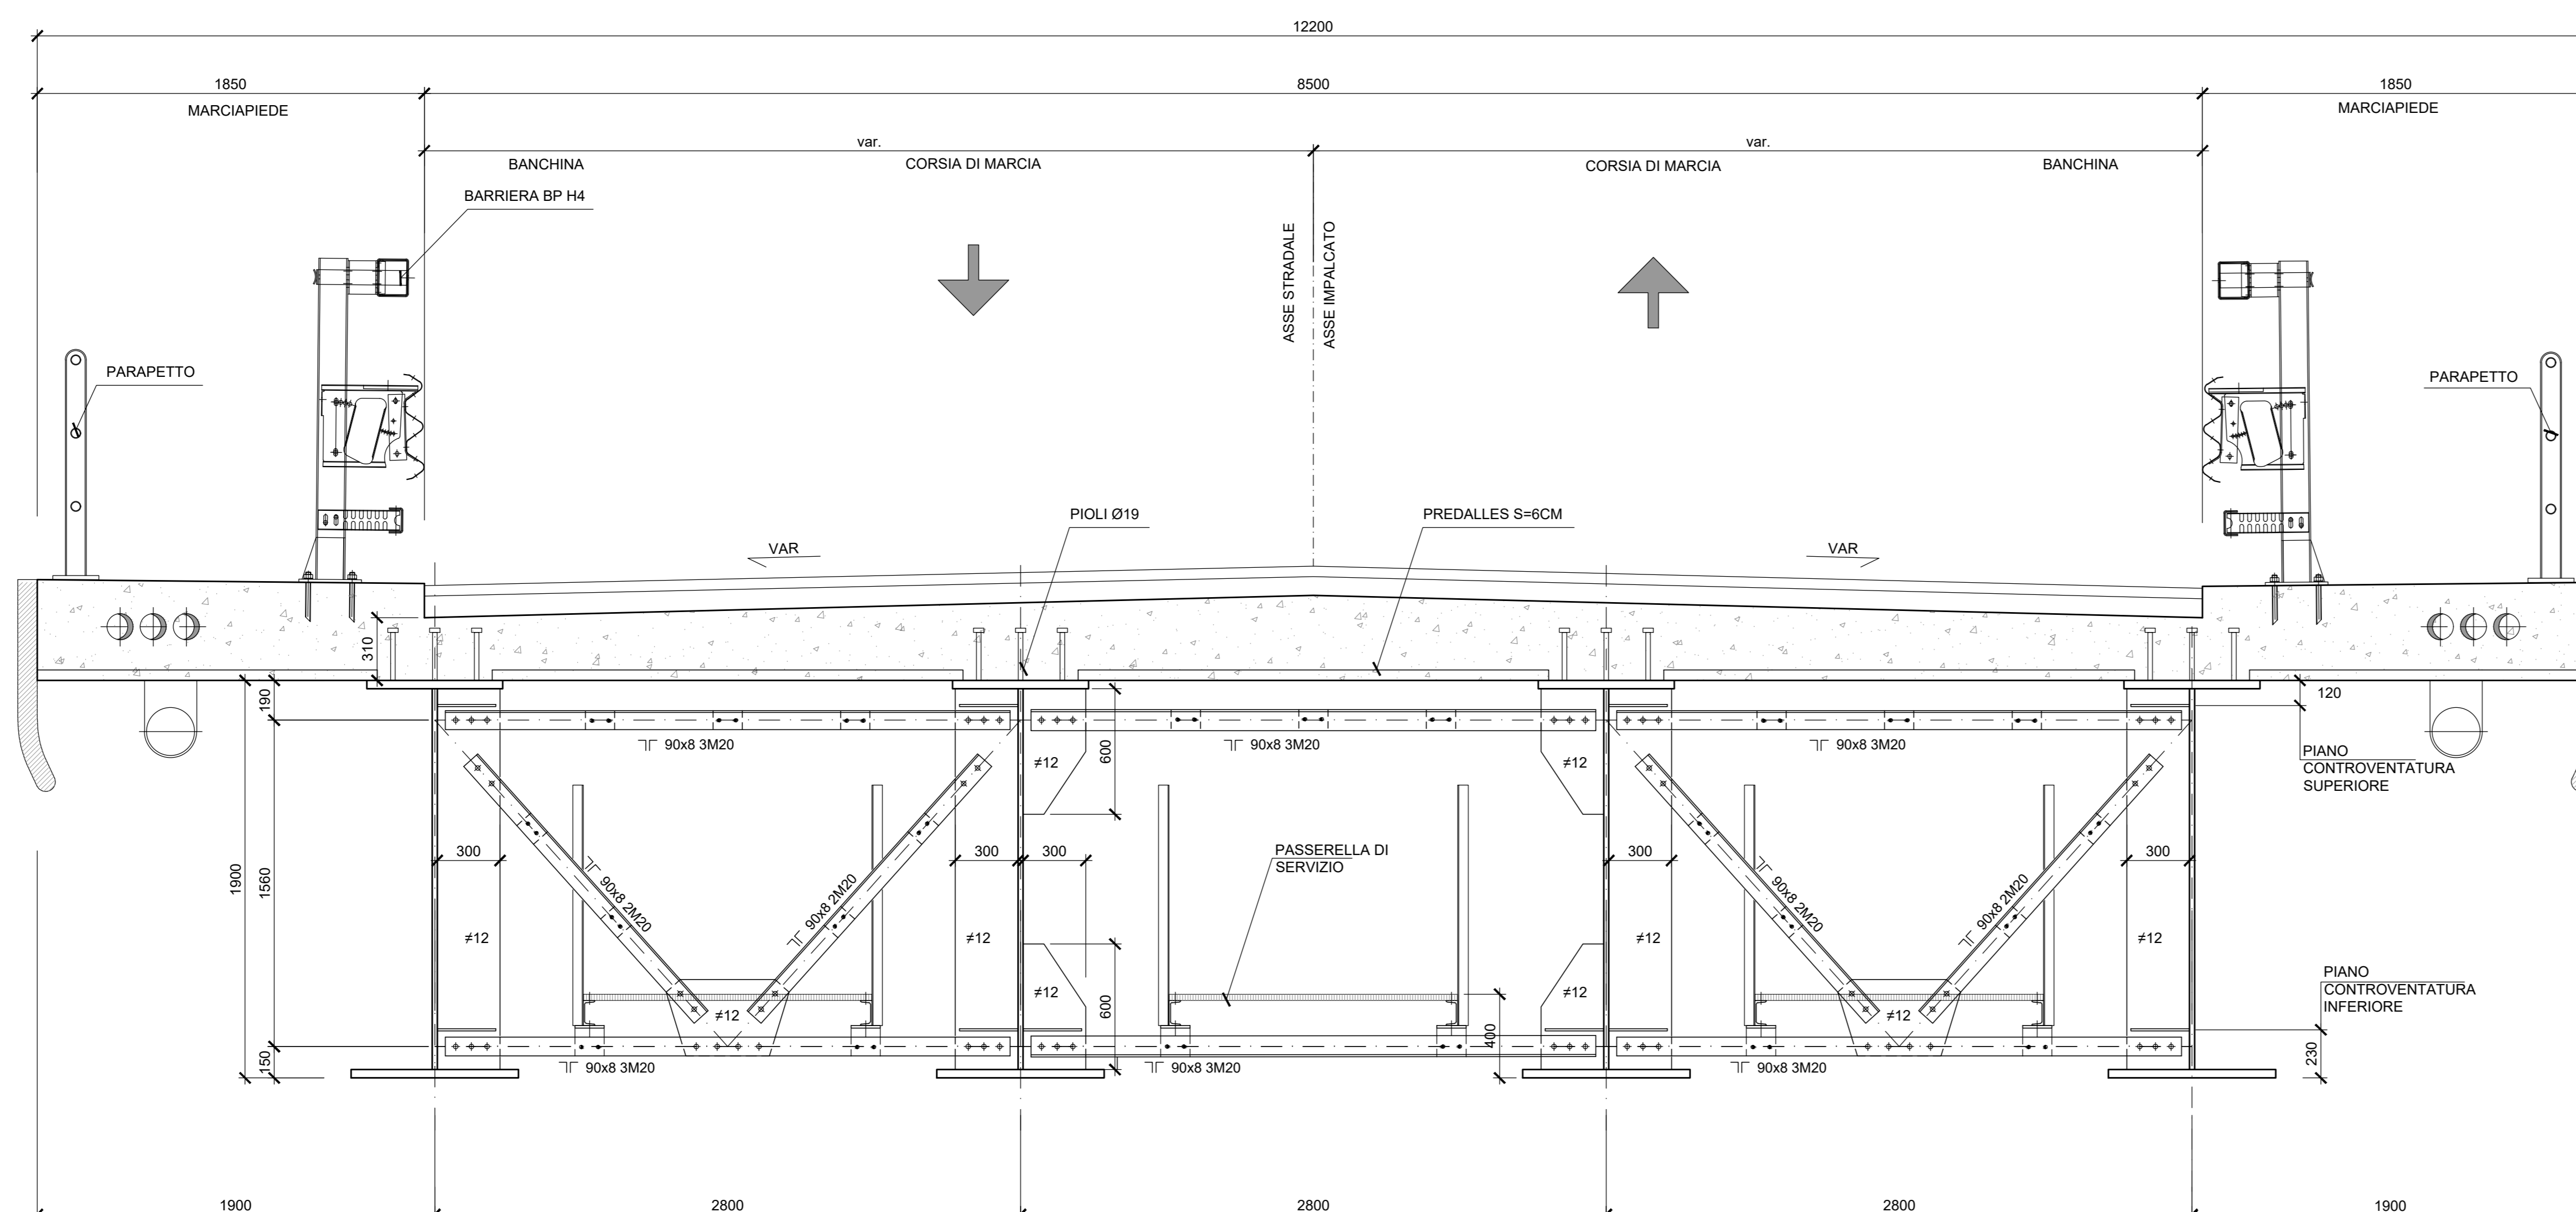 12200
1850
8500
1850
MARCIAPIEDE
MARCIAPIEDE
var.
var.
BANCHINA
CORSIA DI MARCIA
CORSIA DI MARCIA
BANCHINA
BARRIERA BP H4
ASSE STRADALE
ASSE IMPALCATO
PARAPETTO
PARAPETTO
PIOLI Ø19
PREDALLES S=6CM
VAR
VAR
310
190
120
90x8 3M20
90x8 3M20
90x8 3M20
600
≠12
≠12
PIANO
CONTROVENTATURA
SUPERIORE
300
300
300
300
300
PASSERELLA DI
SERVIZIO
1900
1560
90x8 2M20
90x8 2M20
90x8 2M20
90x8 2M20
≠12
≠12
≠12
≠12
PIANO
CONTROVENTATURA
INFERIORE
≠12
≠12
600
≠12
≠12
400
150
230
90x8 3M20
90x8 3M20
90x8 3M20
1900
2800
2800
2800
1900